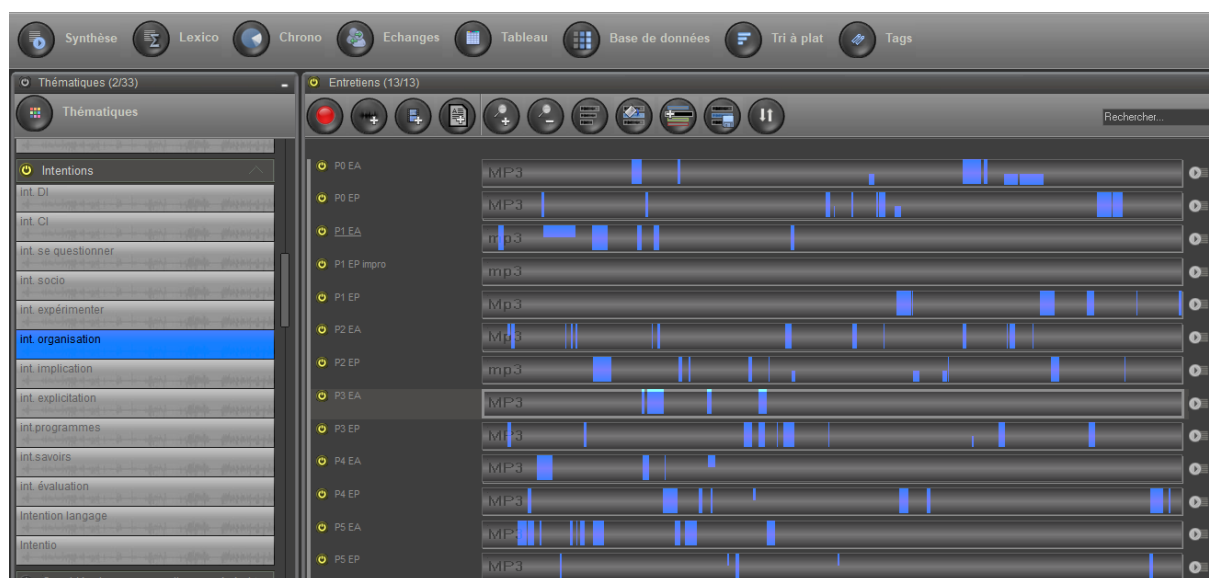 Synthèse Lexico Chrono Echanges Tableau Base de données Tri à plat Tags
Thématiques (2/33)
Thématiques
Intentions
int. DI
int. CI
int. se questionner
int. socio
int. expérimenter
int. organisation
int. implication
int. explicitation
int.programmes
int.savoirs
int. évaluation
Intention langage
Intentio
Entretiens (13/13)
Rechercher...
P0 EA MP3
P0 EP MP3
P1 EA mp3
P1 EP impro mp3
P1 EP Mp3
P2 EA Mp3
P2 EP mp3
P3 EA MP3
P3 EP MP3
P4 EA MP3
P4 EP MP3
P5 EA MP3
P5 EP MP3